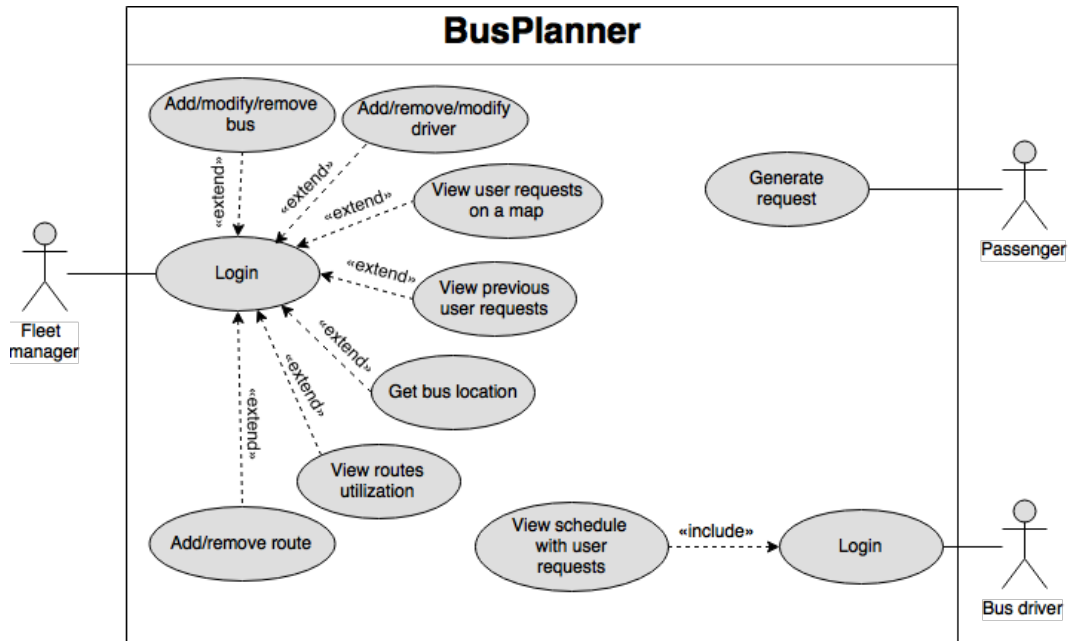 BusPlanner
Add/modify/remove
bus
Add/remove/modify
driver
«extend»
«extend»
View user requests
on a map
«extend»
Generate
request
Passenger
Login
Fleet
manager
«extend»
View previous
user requests
«extend»
Get bus location
«extend»
«extend»
View routes
utilization
Add/remove route
View schedule
with user
requests
«include»
Login
Bus driver